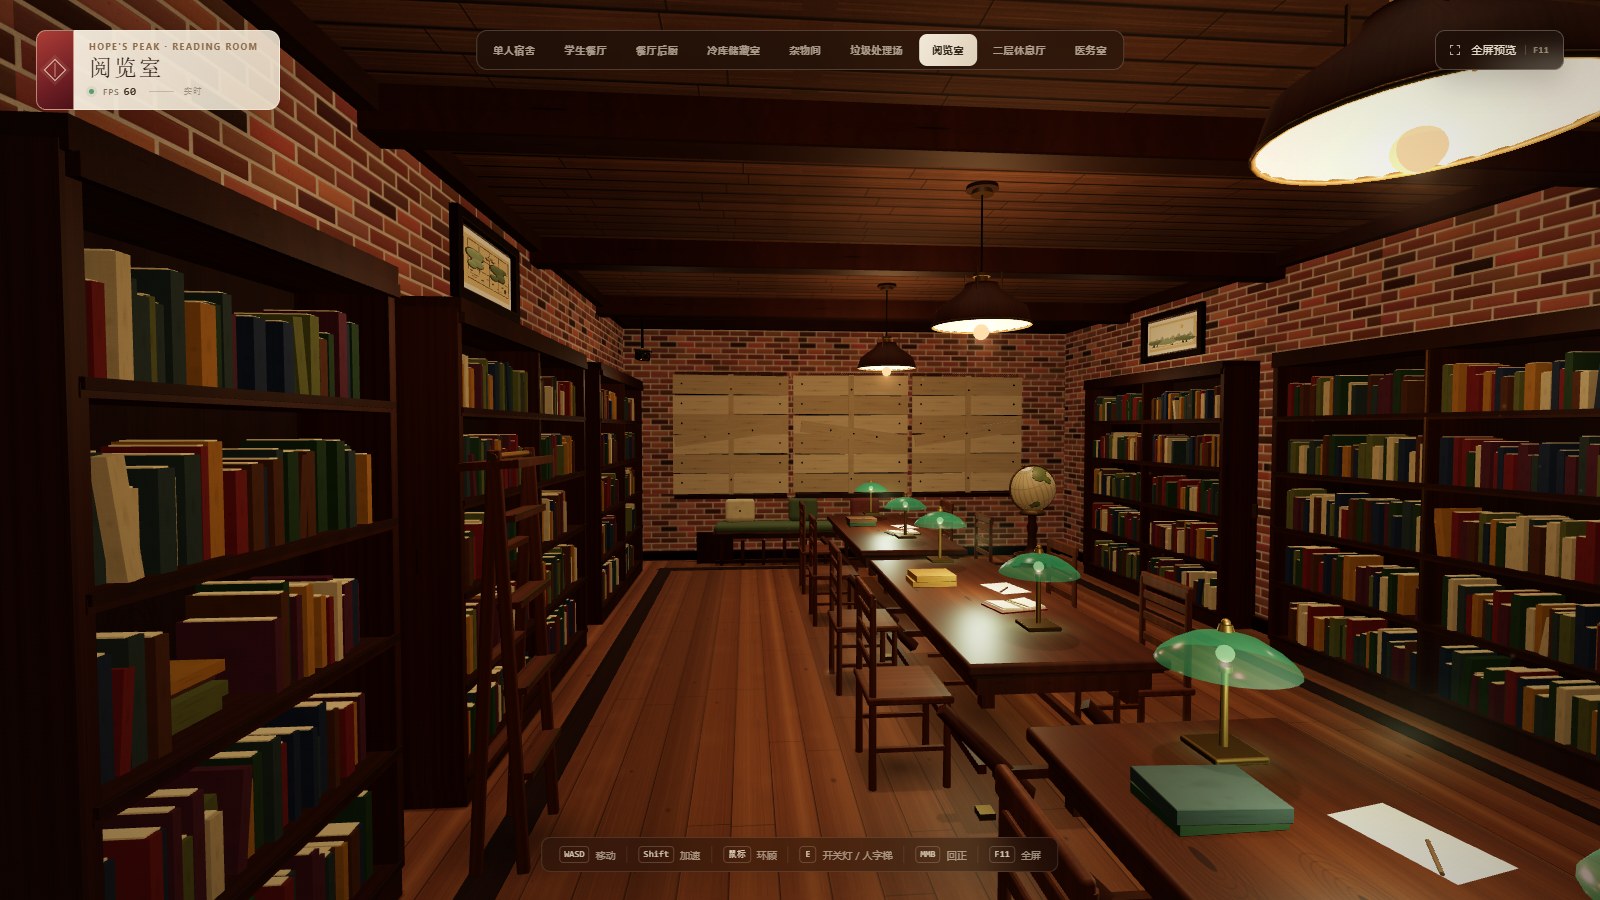 HOPE'S PEAK · READING ROOM
阅览室
FPS 60 实时
单人宿舍 学生餐厅 餐厅后厨 冷库储藏室 杂物间 垃圾处理场 阅览室 二层休息厅 医务室
全屏预览 F11
WASD 移动 Shift 加速 鼠标 环顾 E 开关灯 / 人字梯 MMB 回正 F11 全屏